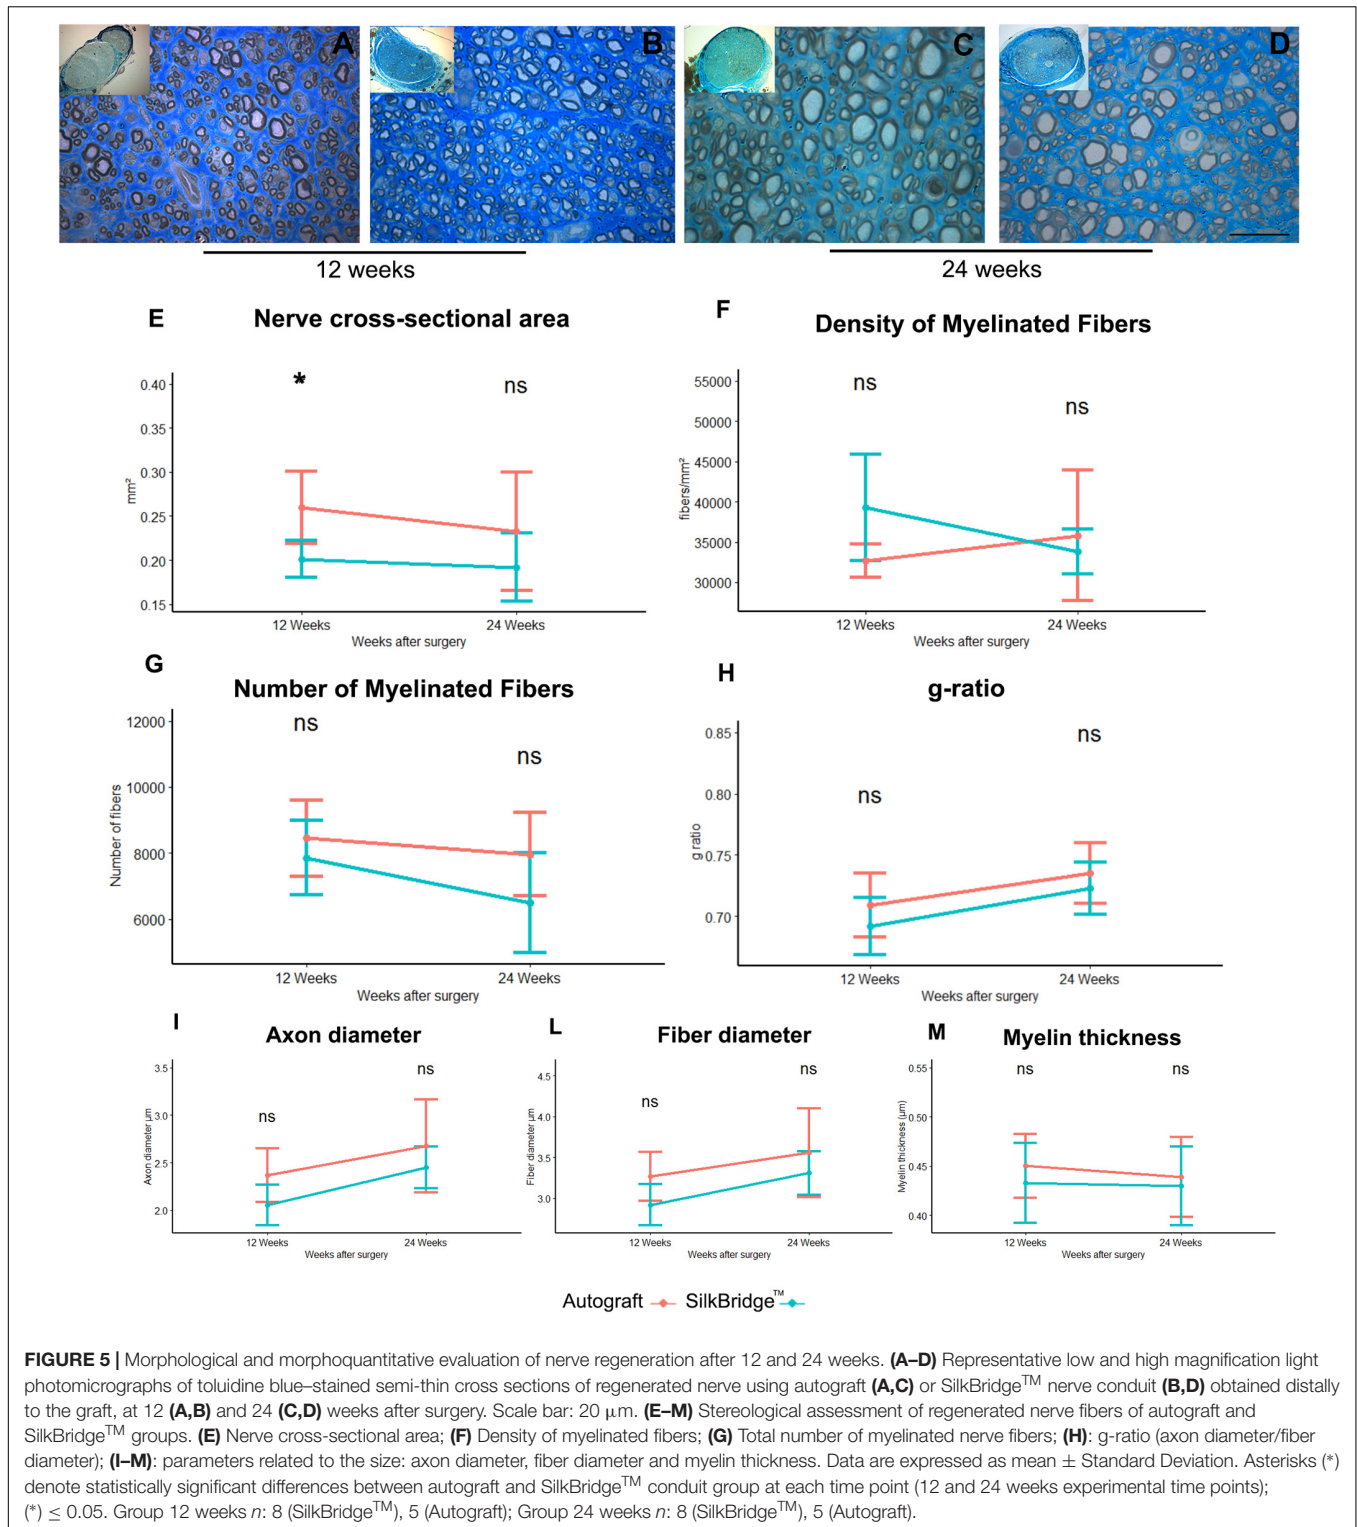 A
B
C
D
12 weeks
24 weeks
E
Nerve cross-sectional area
0.40
0.35
0.30
0.25
0.20
0.15
mm²
*
ns
12 Weeks
24 Weeks
Weeks after surgery
F
Density of Myelinated Fibers
55000
50000
45000
40000
35000
30000
fibers/mm²
ns
ns
12 Weeks
24 Weeks
Weeks after surgery
G
Number of Myelinated Fibers
12000
10000
8000
6000
Number of fibers
ns
ns
12 Weeks
24 Weeks
Weeks after surgery
H
g-ratio
0.85
0.80
0.75
0.70
g ratio
ns
ns
12 Weeks
24 Weeks
Weeks after surgery
I
Axon diameter
3.5
3.0
2.5
2.0
Axon diameter µm
ns
ns
12 Weeks
24 Weeks
Weeks after surgery
L
Fiber diameter
4.5
4.0
3.5
3.0
Fiber diameter µm
ns
ns
12 Weeks
24 Weeks
Weeks after surgery
M
Myelin thickness
0.55
0.50
0.45
0.40
Myelin thickness (µm)
ns
ns
12 Weeks
24 Weeks
Weeks after surgery
Autograft SilkBridge™
FIGURE 5 | Morphological and morphoquantitative evaluation of nerve regeneration after 12 and 24 weeks. (A–D) Representative low and high magnification light
photomicrographs of toluidine blue–stained semi-thin cross sections of regenerated nerve using autograft (A,C) or SilkBridge™ nerve conduit (B,D) obtained distally
to the graft, at 12 (A,B) and 24 (C,D) weeks after surgery. Scale bar: 20 µm. (E–M) Stereological assessment of regenerated nerve fibers of autograft and
SilkBridge™ groups. (E) Nerve cross-sectional area; (F) Density of myelinated fibers; (G) Total number of myelinated nerve fibers; (H): g-ratio (axon diameter/fiber
diameter); (I–M): parameters related to the size: axon diameter, fiber diameter and myelin thickness. Data are expressed as mean ± Standard Deviation. Asterisks (*)
denote statistically significant differences between autograft and SilkBridge™ conduit group at each time point (12 and 24 weeks experimental time points);
(*) ≤ 0.05. Group 12 weeks n: 8 (SilkBridge™), 5 (Autograft); Group 24 weeks n: 8 (SilkBridge™), 5 (Autograft).